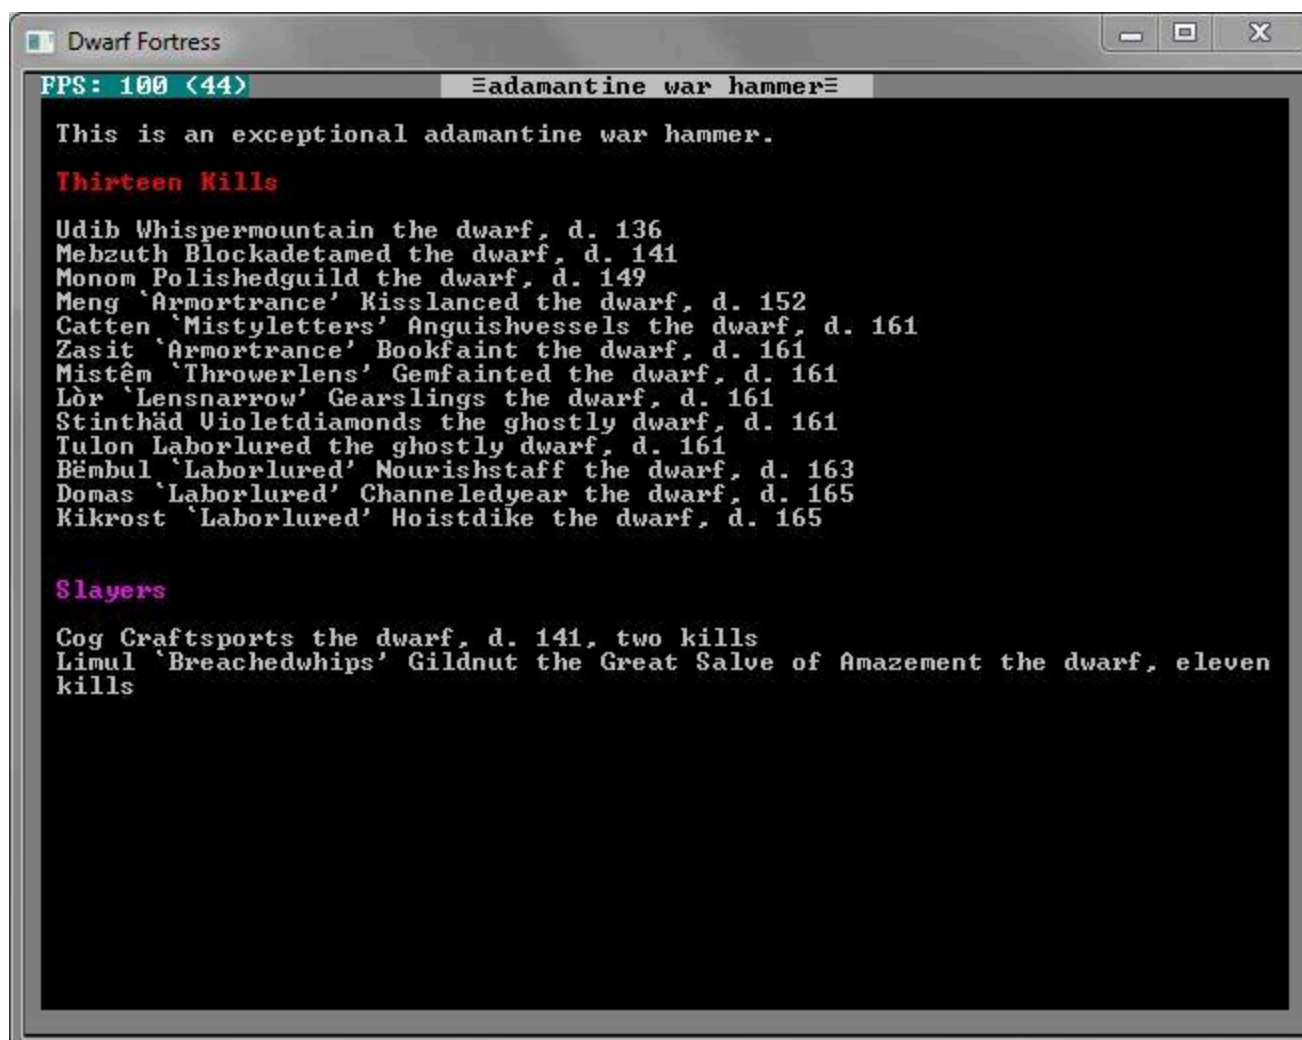 Dwarf Fortress
FPS: 100 (44)
≡adamantine war hammer≡
This is an exceptional adamantine war hammer.
Thirteen Kills
Udib Whispermountain the dwarf, d. 136
Mebzuth Blockadetamed the dwarf, d. 141
Monom Polishedguild the dwarf, d. 149
Meng `Armortrance' Kisslanced the dwarf, d. 152
Catten `Mistyletters' Anguishvessels the dwarf, d. 161
Zasit `Armortrance' Bookfaint the dwarf, d. 161
Mistêm `Throwerlens' Gemfainted the dwarf, d. 161
Lòr `Lensnarrow' Gearslings the dwarf, d. 161
Stinthäd Violetdiamonds the ghostly dwarf, d. 161
Tulon Laborlured the ghostly dwarf, d. 161
Bëmbul `Laborlured' Nourishstaff the dwarf, d. 163
Domas `Laborlured' Channeledyear the dwarf, d. 165
Kikrost `Laborlured' Hoistdike the dwarf, d. 165
Slayers
Cog Craftsports the dwarf, d. 141, two kills
Limul `Breachedwhips' Gildnut the Great Salve of Amazement the dwarf, eleven
kills